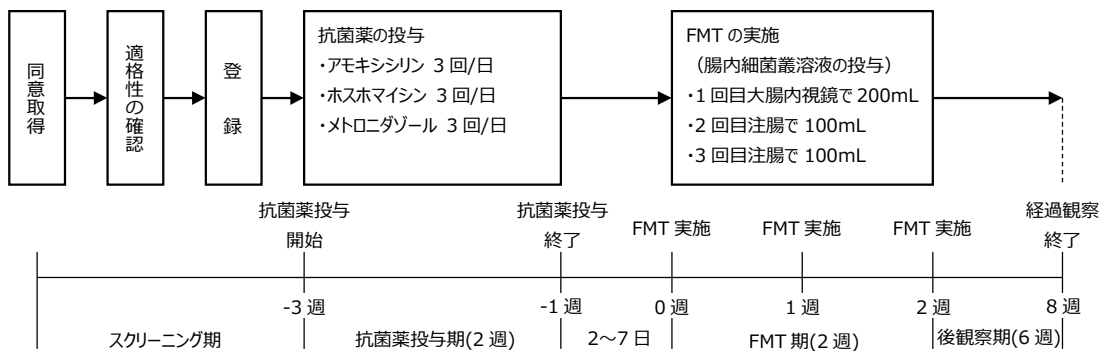 同意取得
適格性の確認
登録
抗菌薬の投与
・アモキシシリン 3 回/日
・ホスホマイシン 3 回/日
・メトロニダゾール 3 回/日
FMT の実施
（腸内細菌叢溶液の投与）
・1 回目大腸内視鏡で 200mL
・2 回目注腸で 100mL
・3 回目注腸で 100mL
抗菌薬投与
開始
抗菌薬投与
終了
FMT 実施
FMT 実施
FMT 実施
経過観察
終了
-3 週
-1 週
0 週
1 週
2 週
8 週
スクリーニング期
抗菌薬投与期(2 週)
2～7 日
FMT 期(2 週)
後観察期(6 週)